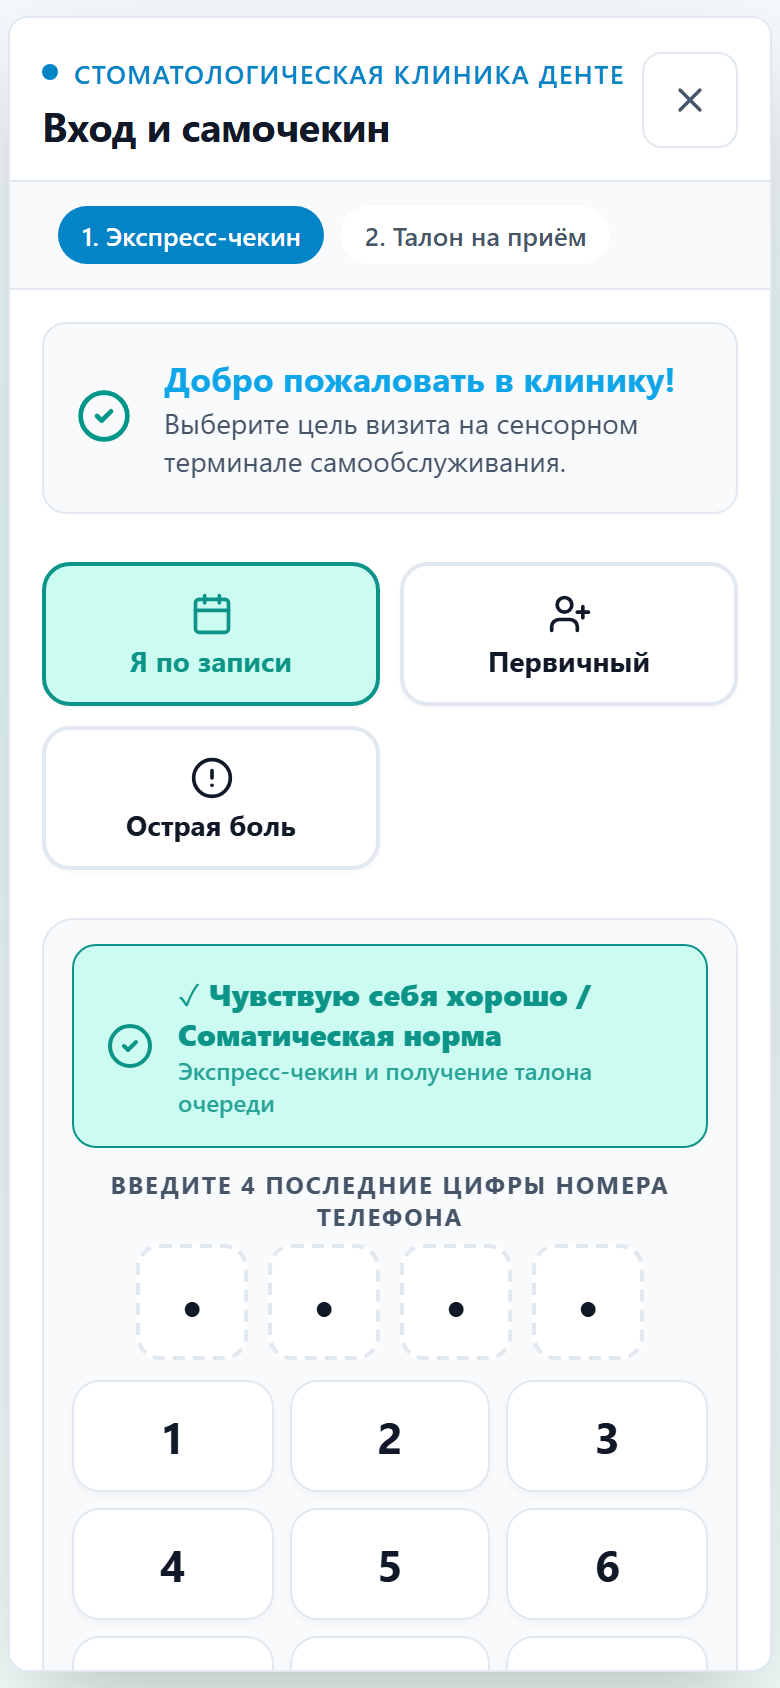 СТОМАТОЛОГИЧЕСКАЯ КЛИНИКА ДЕНТЕ
Вход и самочекин
1. Экспресс-чекин
2. Талон на приём
Добро пожаловать в клинику!
Выберите цель визита на сенсорном
терминале самообслуживания.
Я по записи
Первичный
Острая боль
✓ Чувствую себя хорошо /
Соматическая норма
Экспресс-чекин и получение талона
очереди
ВВЕДИТЕ 4 ПОСЛЕДНИЕ ЦИФРЫ НОМЕРА
ТЕЛЕФОНА
• • • •
1 2 3
4 5 6